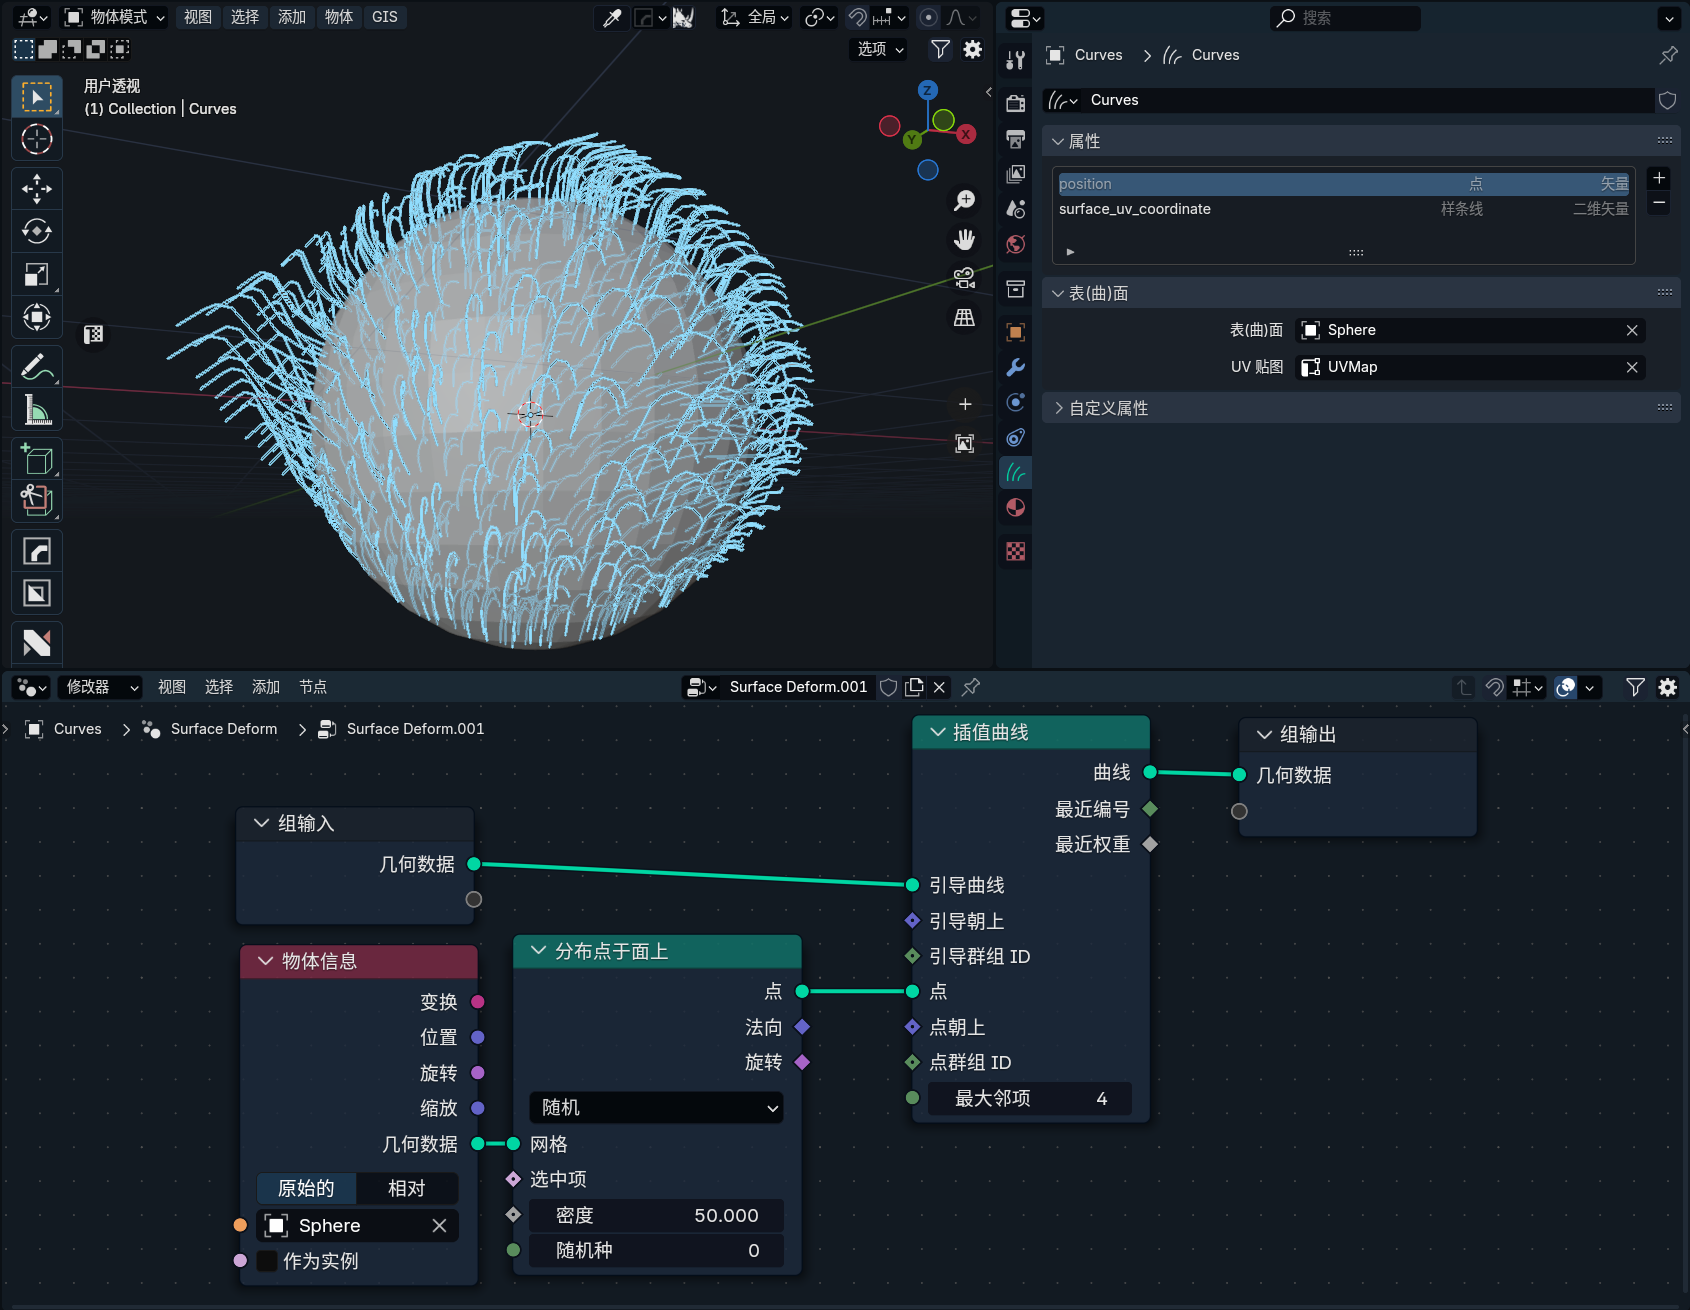 物体模式 视图 选择 添加 物体 GIS 全局 搜索
选项
用户透视
(1) Collection | Curves
Z
Y
X
Curves Curves
Curves
属性
position 点 矢量
surface_uv_coordinate 样条线 二维矢量
表(曲)面
表(曲)面 Sphere
UV 贴图 UVMap
自定义属性
修改器 视图 选择 添加 节点 Surface Deform.001
Curves Surface Deform Surface Deform.001
组输入
几何数据
物体信息
变换
位置
旋转
缩放
几何数据
原始的 相对
Sphere
作为实例
分布点于面上
点
法向
旋转
随机
网格
选中项
密度 50.000
随机种 0
插值曲线
曲线
最近编号
最近权重
引导曲线
引导朝上
引导群组 ID
点
点朝上
点群组 ID
最大邻项 4
组输出
几何数据